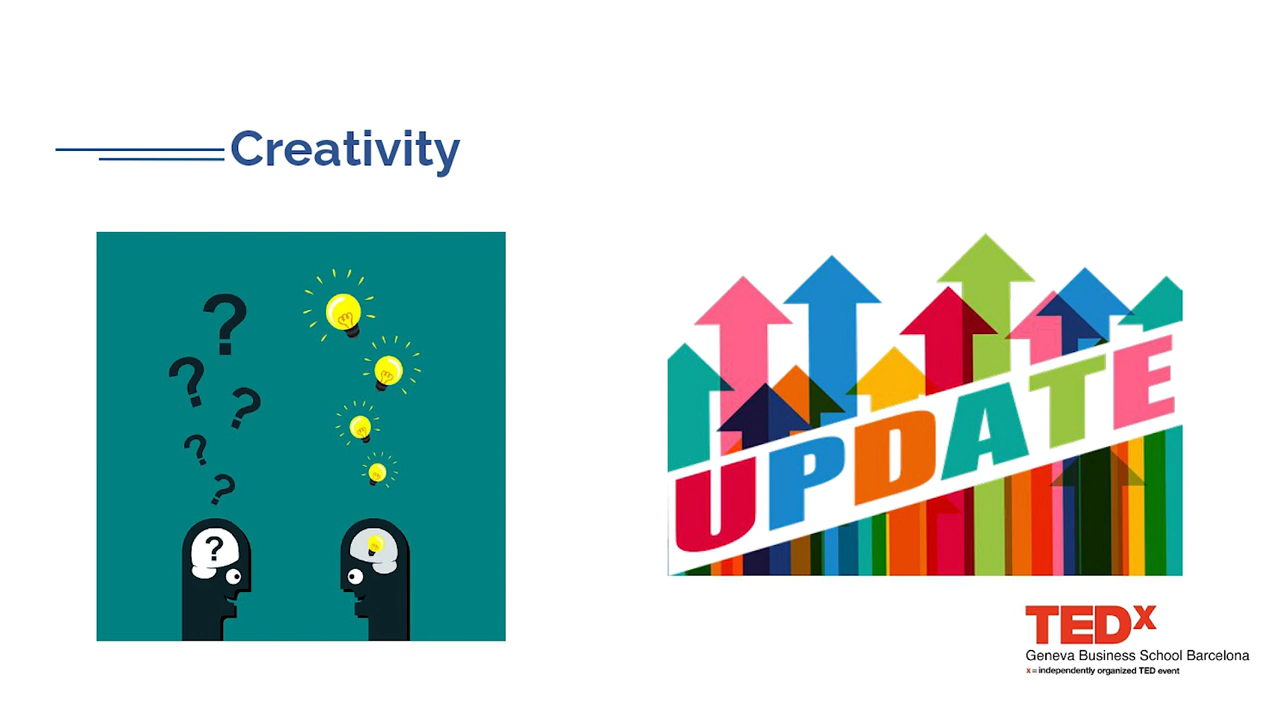 Creativity
?
?
?
?
?
?
UPDATE
TEDx
Geneva Business School Barcelona
x = independently organized TED event